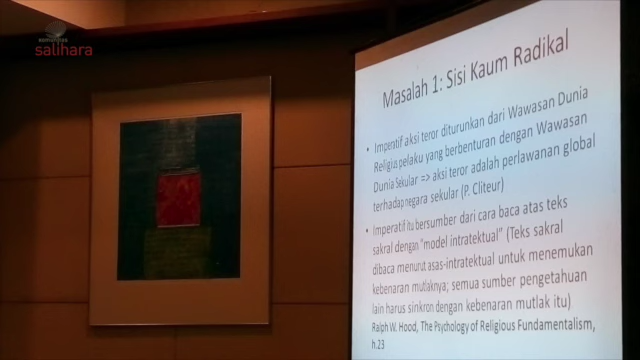 komunitas
salihara
Masalah 1: Sisi Kaum Radikal
• Impentif aksi teror diturunkan dari Wawasan Dunia
Religius pelaku yang berbenturan dengan Wawasan
Dunia Sekular => aksi teror adalah perlawanan global
terhadap negara sekular (P. Cliteur)
• Imperatif itu bersumber dari cara baca atas teks
sakral dengan "model intratektual" (Teks sakral
dibaca menurut asas-intratektual untuk menemukan
kebenaran mutlaknya; semua sumber pengetahuan
lain harus sinkron dengan kebenaran mutlak itu)
Ralph W. Hood, The Psychology of Religious Fundamentalism,
h.23